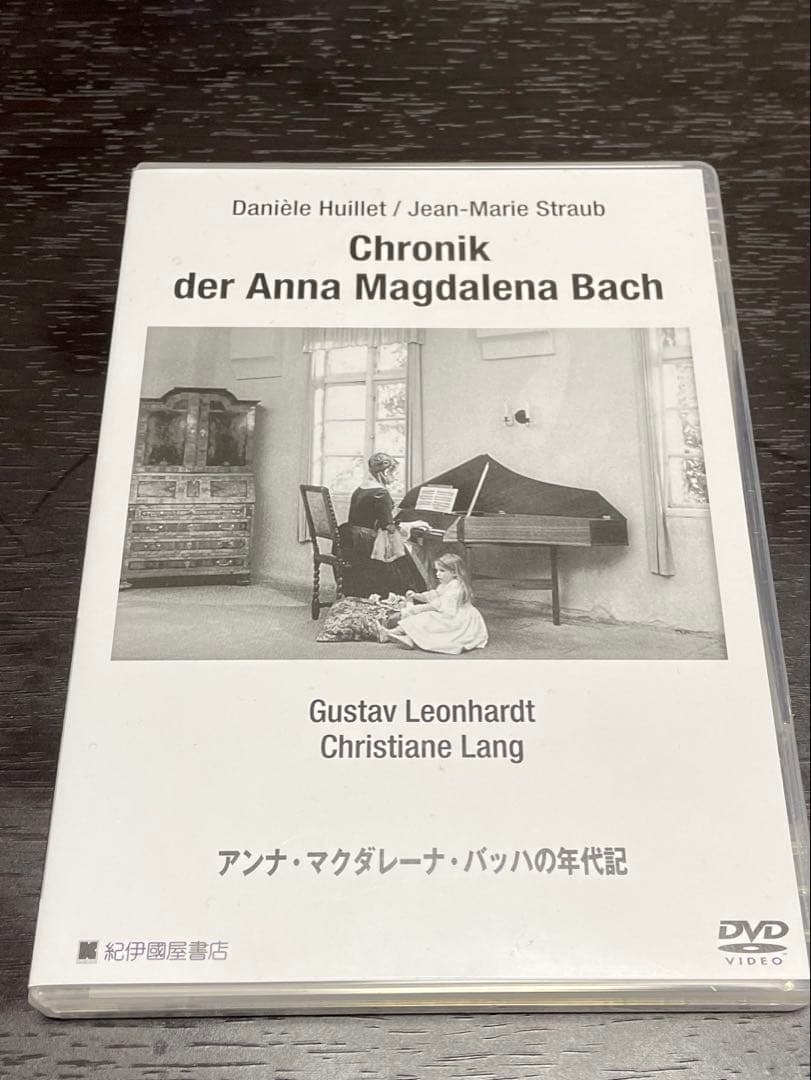 Danièle Huillet / Jean-Marie Straub
Chronik
der Anna Magdalena Bach
Gustav Leonhardt
Christiane Lang
アンナ・マクダレーナ・バッハの年代記
K 紀伊國屋書店
DVD
VIDEO